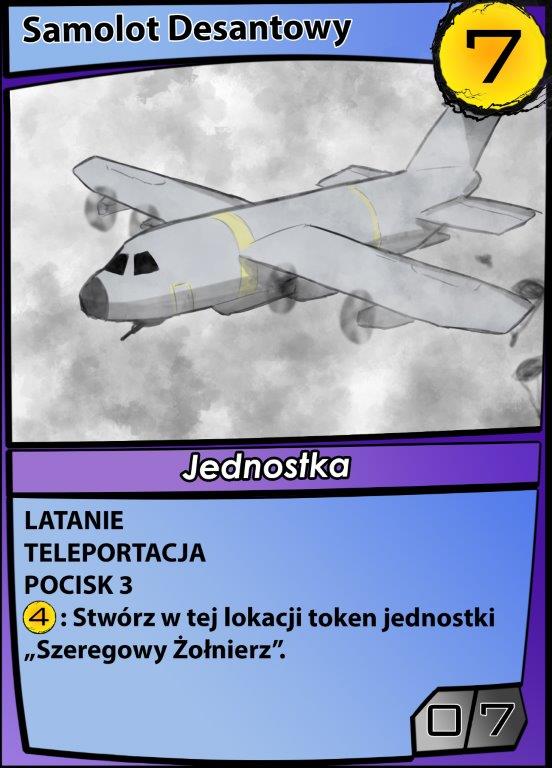 Samolot Desantowy
7
Jednostka
LATANIE
TELEPORTACJA
POCISK 3
4 : Stwórz w tej lokacji token jednostki
„Szeregowy Żołnierz”.
0 7